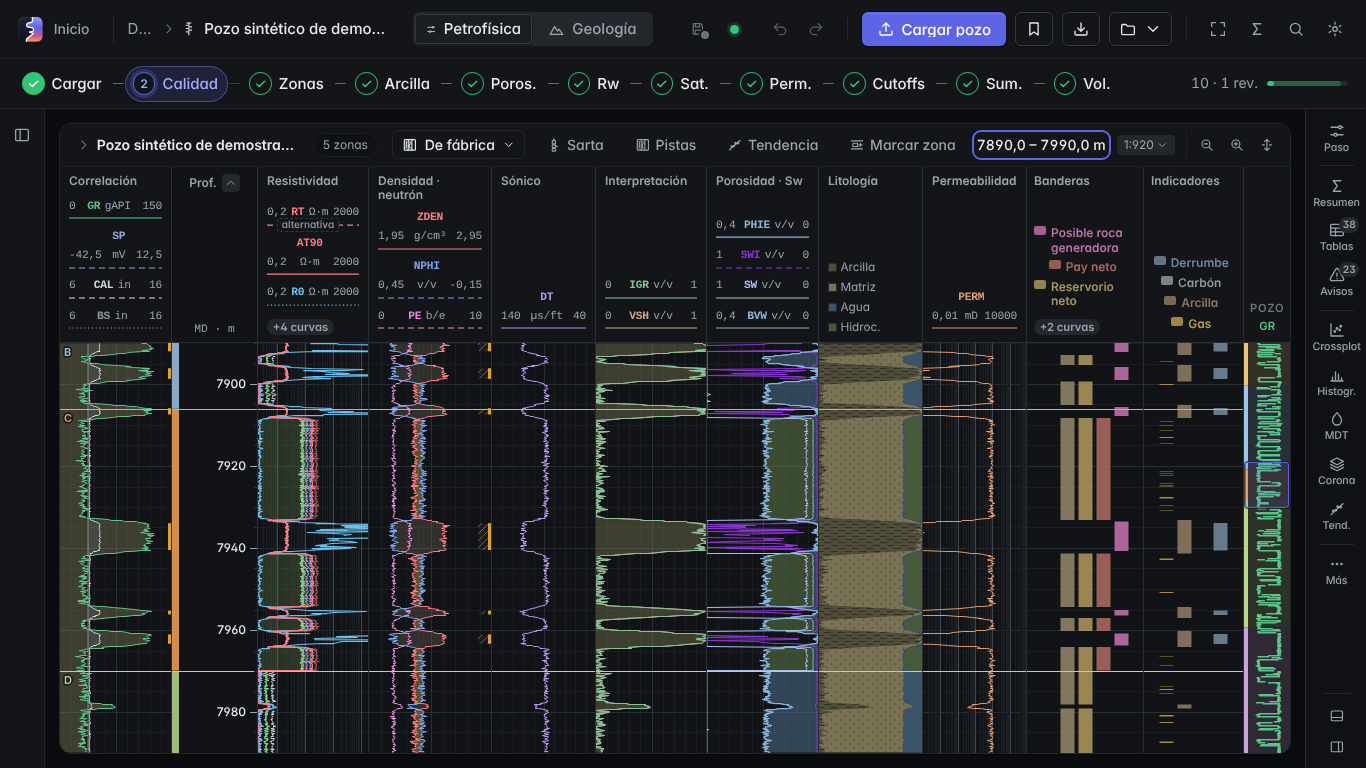 Inicio
D...
Pozo sintético de demo...
Petrofísica
Geología
Cargar pozo
Cargar
2
Calidad
Zonas
Arcilla
Poros.
Rw
Sat.
Perm.
Cutoffs
Sum.
Vol.
10 · 1 rev.
Pozo sintético de demostra...
5 zonas
De fábrica
Sarta
Pistas
Tendencia
Marcar zona
7890,0 – 7990,0 m
1:920
Correlación
0 GR gAPI 150
SP
-42,5 mV 12,5
6 CAL in 16
6 BS in 16
Prof.
MD · m
Resistividad
0,2 RT Ω·m 2000
alternativa
AT90
0,2 Ω·m 2000
0,2 R0 Ω·m 2000
+4 curvas
Densidad ·
neutrón
ZDEN
1,95 g/cm³ 2,95
NPHI
0,45 v/v -0,15
0 PE b/e 10
Sónico
DT
140 µs/ft 40
Interpretación
0 IGR v/v 1
0 VSH v/v 1
Porosidad · Sw
0,4 PHIE v/v 0
1 SWI v/v 0
1 SW v/v 0
0,4 BVW v/v 0
Litología
Arcilla
Matriz
Agua
Hidroc.
Permeabilidad
PERM
0,01 mD 10000
Banderas
Posible roca
generadora
Pay neto
Reservorio
neto
+2 curvas
Indicadores
Derrumbe
Carbón
Arcilla
Gas
POZO
GR
B
7900
C
7920
7940
7960
D
7980
Paso
Resumen
38
Tablas
23
Avisos
Crossplot
Histogr.
MDT
Corona
Tend.
Más